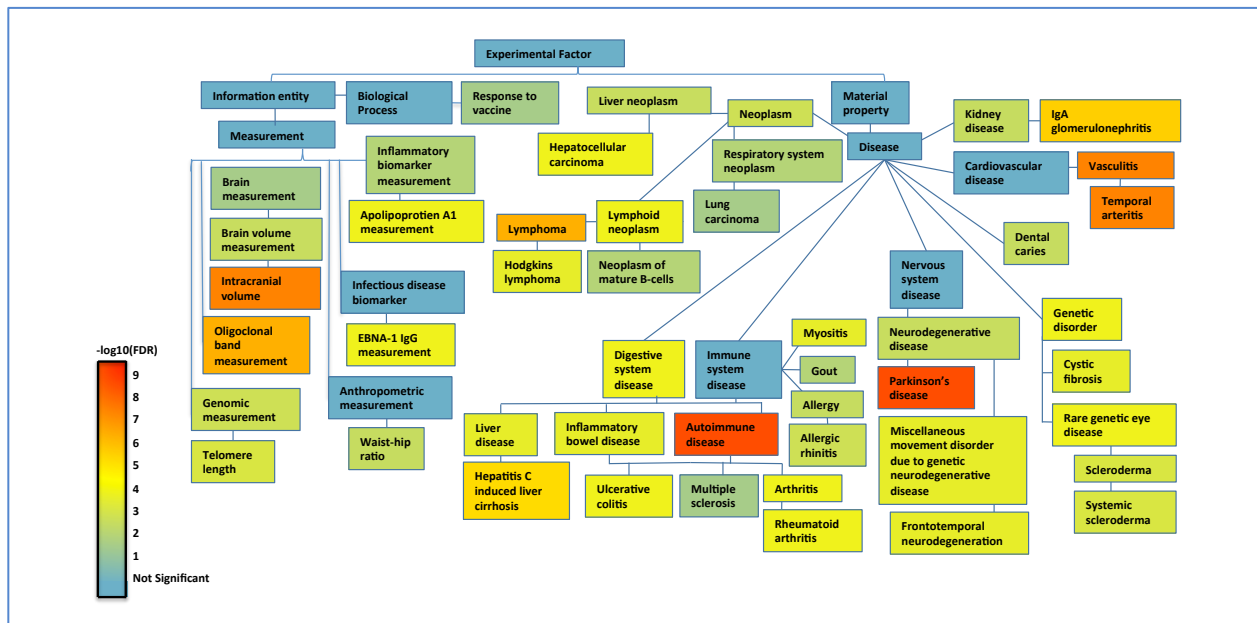 Experimental Factor
Information entity
Biological
Process
Response to
vaccine
Measurement
Inflammatory
biomarker
measurement
Apolipoprotien A1
measurement
Brain
measurement
Brain volume
measurement
Intracranial
volume
Oligoclonal
band
measurement
Infectious disease
biomarker
EBNA-1 IgG
measurement
Anthropometric
measurement
Waist-hip
ratio
Genomic
measurement
Telomere
length
Liver neoplasm
Neoplasm
Hepatocellular
carcinoma
Respiratory system
neoplasm
Lung
carcinoma
Lymphoma
Lymphoid
neoplasm
Hodgkins
lymphoma
Neoplasm of
mature B-cells
Material
property
Disease
Kidney
disease
IgA
glomerulonephritis
Cardiovascular
disease
Vasculitis
Temporal
arteritis
Dental
caries
Nervous
system
disease
Neurodegenerative
disease
Parkinson's
disease
Miscellaneous
movement disorder
due to genetic
neurodegenerative
disease
Frontotemporal
neurodegeneration
Genetic
disorder
Cystic
fibrosis
Rare genetic eye
disease
Scleroderma
Systemic
scleroderma
Digestive
system
disease
Immune
system
disease
Myositis
Gout
Allergy
Allergic
rhinitis
Liver
disease
Hepatitis C
induced liver
cirrhosis
Inflammatory
bowel disease
Autoimmune
disease
Ulcerative
colitis
Multiple
sclerosis
Arthritis
Rheumatoid
arthritis
-log10(FDR)
9
8
7
6
5
4
3
2
1
Not Significant